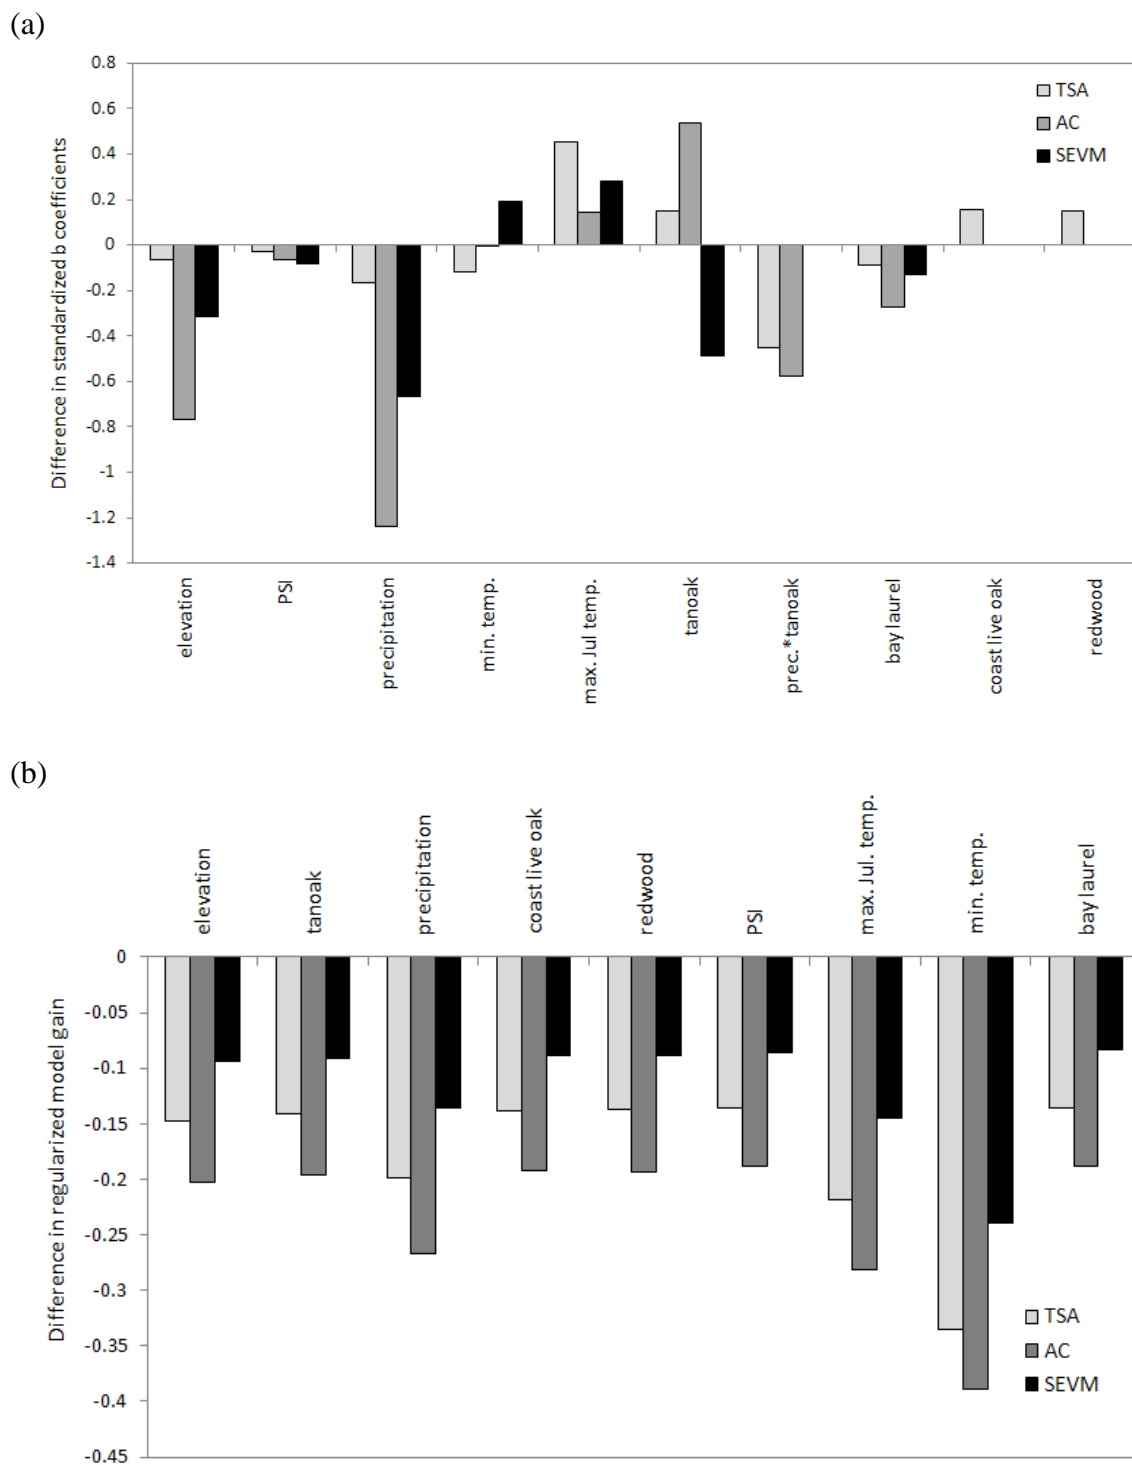 (a)
0.8
0.6
0.4
0.2
0
-0.2
-0.4
-0.6
-0.8
-1
-1.2
-1.4
Difference in standardized b coefficients
TSA
AC
SEVM
elevation
PSI
precipitation
min. temp.
max. Jul temp.
tanoak
prec.*tanoak
bay laurel
coast live oak
redwood
(b)
elevation
tanoak
precipitation
coast live oak
redwood
PSI
max. Jul. temp.
min. temp.
bay laurel
0
-0.05
-0.1
-0.15
-0.2
-0.25
-0.3
-0.35
-0.4
-0.45
Difference in regularized model gain
TSA
AC
SEVM